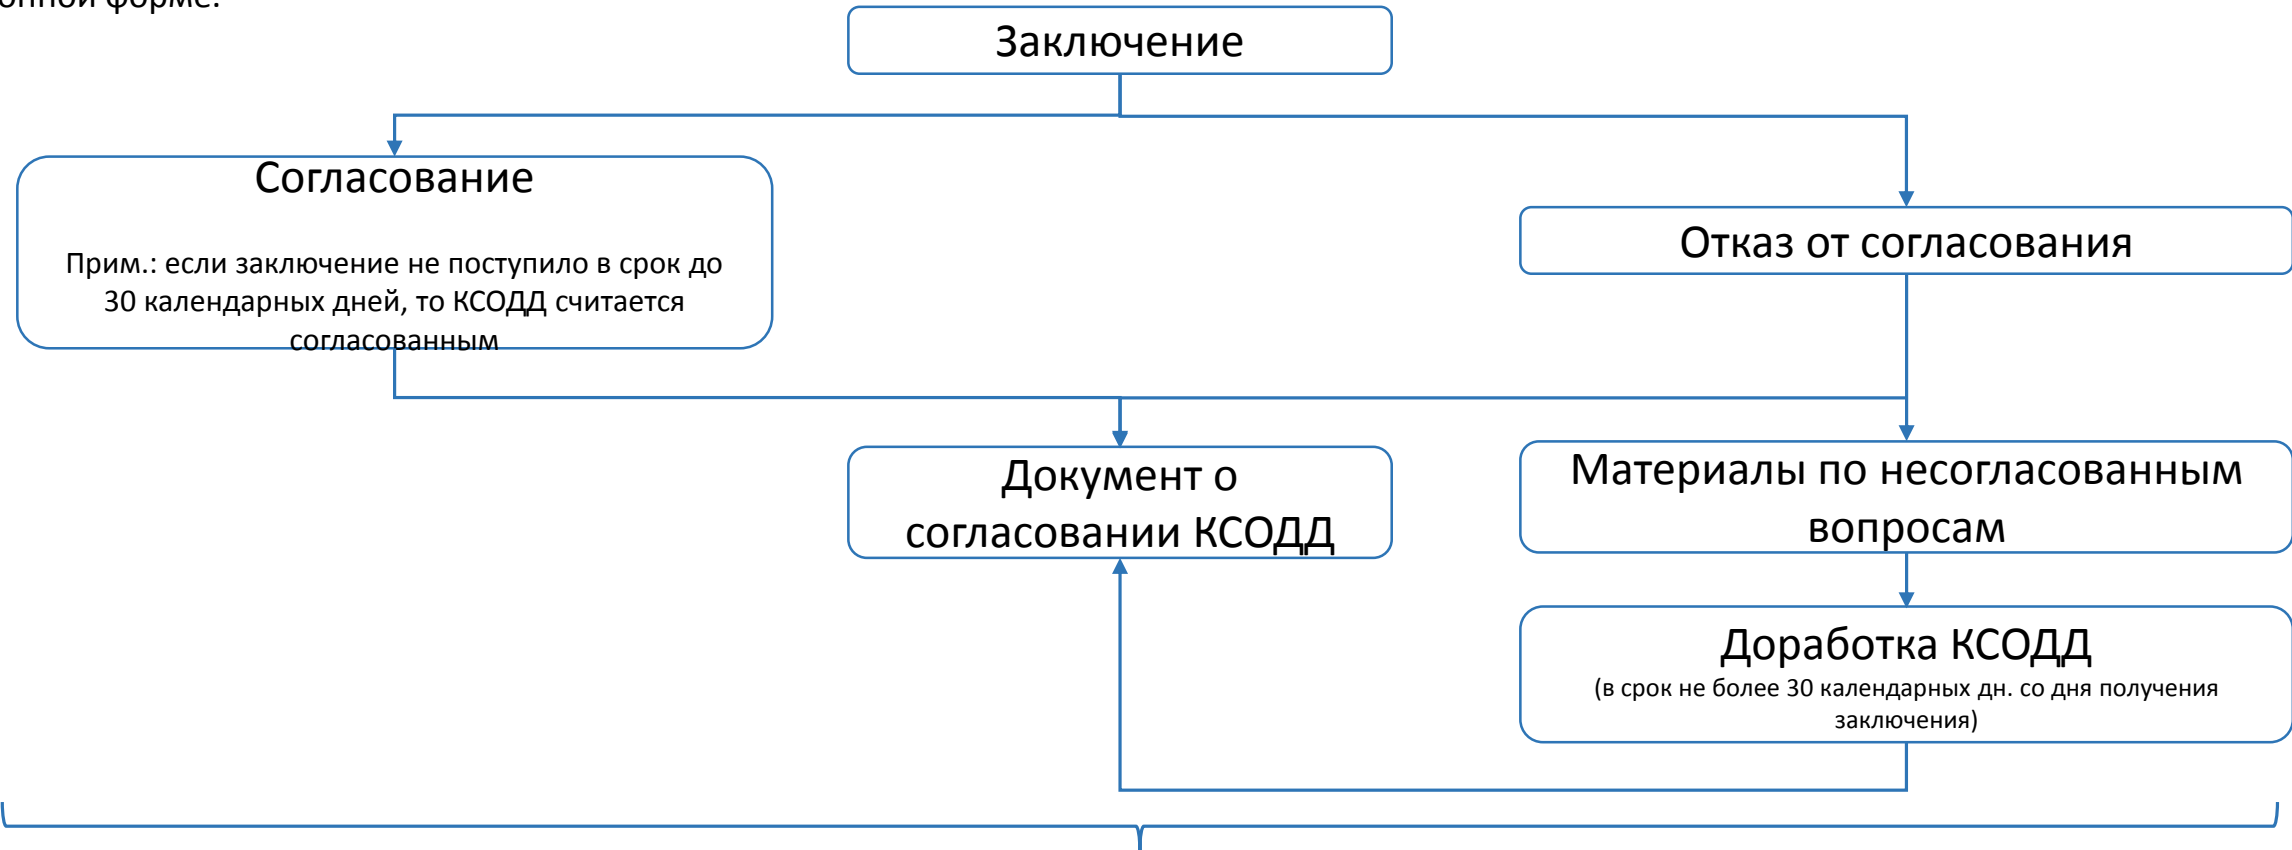 онной форме.
Заключение
Согласование
Прим.: если заключение не поступило в срок до
30 календарных дней, то КСОДД считается
согласованным
Отказ от согласования
Документ о
согласовании КСОДД
Материалы по несогласованным
вопросам
Доработка КСОДД
(в срок не более 30 календарных дн. со дня получения
заключения)